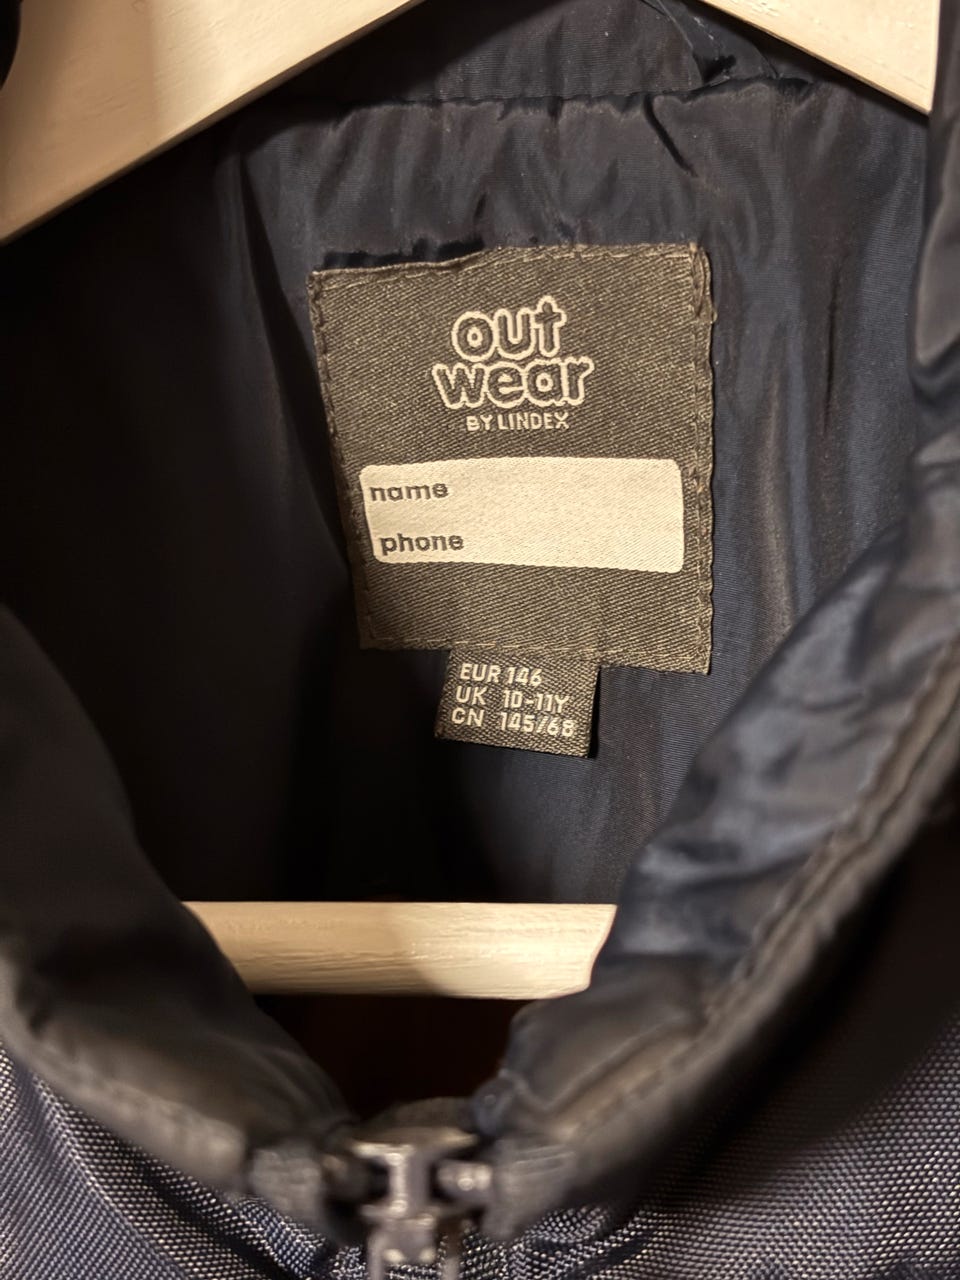 out
wear
BY LINDEX
name
phone
EUR 146
UK 10-11Y
CN 145/68